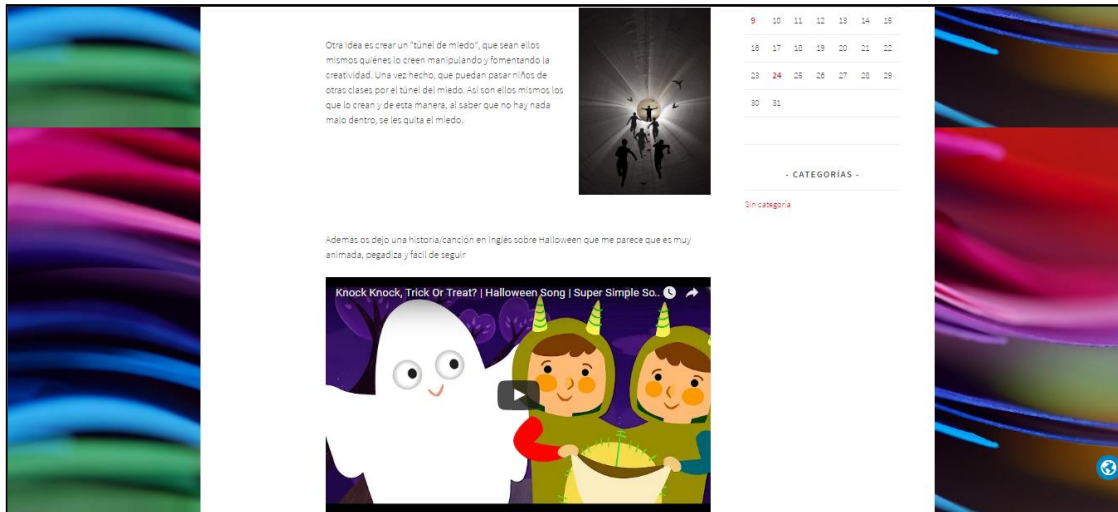 Otra idea es crear un "túnel de miedo", que sean ellos
mismos quiénes lo creen manipulando y fomentando la
creatividad. Una vez hecho, que puedan pasar niños de
otras clases por el túnel del miedo. Así son ellos mismos los
que lo crean y de esta manera, al saber que no hay nada
malo dentro, se les quita el miedo.
Además os dejo una historia/canción en inglés sobre Halloween que me parece que es muy
animada, pegadiza y fácil de seguir
Knock Knock, Trick Or Treat? | Halloween Song | Super Simple So..
9 10 11 12 13 14 15
16 17 18 19 20 21 22
23 24 25 26 27 28 29
30 31
- CATEGORÍAS -
Sin categoría